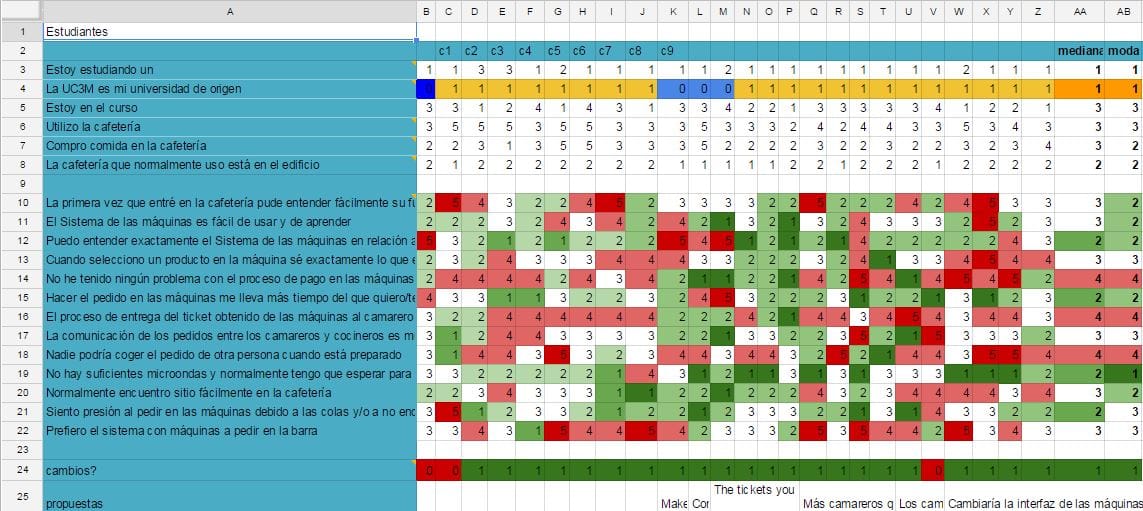 A B C D E F G H I J K L M N O P Q R S T U V W X Y Z AA AB
1 Estudiantes
2 c1 c2 c3 c4 c5 c6 c7 c8 c9 mediana moda
3 Estoy estudiando un 1 1 3 3 1 2 1 1 1 1 1 2 1 1 1 1 1 1 1 1 1 2 1 1 1 1 1
4 La UC3M es mi universidad de origen 0 1 1 1 1 1 1 1 1 0 0 0 1 1 1 1 1 1 1 1 1 1 1 1 1 1 1
5 Estoy en el curso 3 3 1 2 4 1 4 3 1 3 3 4 2 2 1 3 3 3 3 3 4 1 2 2 1 3 3
6 Utilizo la cafetería 3 5 5 5 3 5 5 3 3 3 5 3 3 3 2 4 2 4 4 3 3 5 3 4 3 3 3
7 Compro comida en la cafetería 2 2 3 1 3 5 5 3 3 2 3 2 3 2 2 4 2 3 3 3 2 3 2 3 4 3 2
8 La cafetería que normalmente uso está en el edificio 2 1 2 2 2 2 2 2 2 1 1 1 1 2 1 2 2 2 2 1 2 2 2 2 2 2 2
9
10 La primera vez que entré en la cafetería pude entender fácilmente su 2 5 4 3 2 2 4 5 2 3 3 3 3 2 2 5 2 2 2 4 2 4 5 3 3 3 2
11 El Sistema de las máquinas es fácil de usar y de aprender 2 2 2 3 2 4 3 4 2 4 2 1 3 2 1 3 2 4 3 3 3 2 5 2 3 3 2
12 Puedo entender exactamente el Sistema de las máquinas en relación a 5 3 2 1 2 1 2 2 2 5 4 5 1 2 1 2 1 4 2 2 2 2 2 4 3 2 2
13 Cuando selecciono un producto en la máquina sé exactamente lo que 2 3 2 4 3 3 4 4 4 3 3 2 3 2 2 3 2 4 1 3 3 4 5 4 4 3 3
14 No he tenido ningún problema con el proceso de pago en las máquinas 2 4 4 4 2 4 4 3 4 2 1 1 2 2 1 4 2 5 4 1 4 5 4 5 2 4 4
15 Hacer el pedido en las máquinas me lleva más tiempo del que quiero/te 4 3 3 1 1 2 2 3 2 3 4 5 3 3 2 2 3 1 2 1 3 1 3 2 2 2 2
16 El proceso de entrega del ticket obtenido de las máquinas al camarero 3 2 2 4 4 4 4 4 4 2 2 2 3 2 1 4 4 3 4 5 4 3 3 4 4 4 4
17 La comunicación de los pedidos entre los camareros y cocineros es m 3 1 2 4 4 3 3 3 3 2 2 1 3 3 2 3 2 5 2 1 5 3 3 3 2 3 3
18 Nadie podría coger el pedido de otra persona cuando está preparado 3 1 4 4 3 5 3 2 3 4 4 3 4 4 2 3 5 2 1 4 4 3 5 5 3 4 4
19 No hay suficientes microondas y normalmente tengo que esperar para 3 3 2 2 2 2 2 1 4 3 2 1 1 3 1 3 1 2 2 3 3 1 1 1 2 2 1
20 Normalmente encuentro sitio fácilmente en la cafetería 2 2 3 4 3 3 2 1 1 2 2 1 2 2 2 4 3 2 3 4 4 4 4 2 4 2 2
21 Siento presión al pedir en las máquinas debido a las colas y/o a no enc 3 5 1 2 3 3 2 1 2 2 1 2 3 3 3 2 2 1 3 1 4 3 3 2 2 2 3
22 Prefiero el sistema con máquinas a pedir en la barra 3 3 4 3 1 5 4 4 5 4 2 3 3 3 2 5 3 5 4 4 2 5 3 4 3 3 3
23
24 cambios? 0 0 1 1 1 1 1 1 1 1 1 1 1 1 1 1 1 1 1 1 0 1 1 1 1 1 1
The tickets you
25 propuestas Make Cor Más camareros q Los cam Cambiaría la interfaz de las máquinas